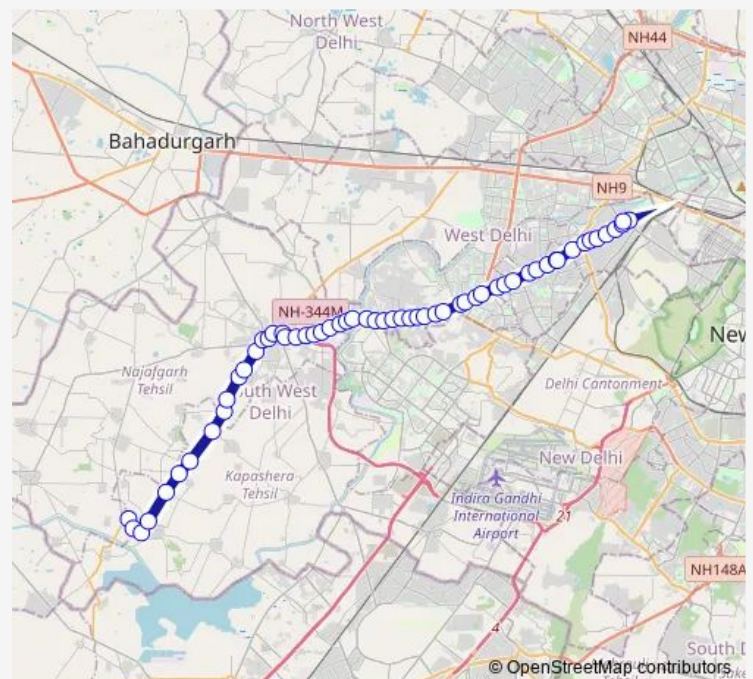 North West
Delhi
NH44
Bahadurgarh
NH9
West Delhi
NH-344M
New
Najafgarh
Tehsil
Delhi Cantonment
uth West
Delhi
New Delhi
Kapashera
Tehsil
Indira Gandhi
International
Airport
21
NH148A
4
South D
© OpenStreetMap contributors